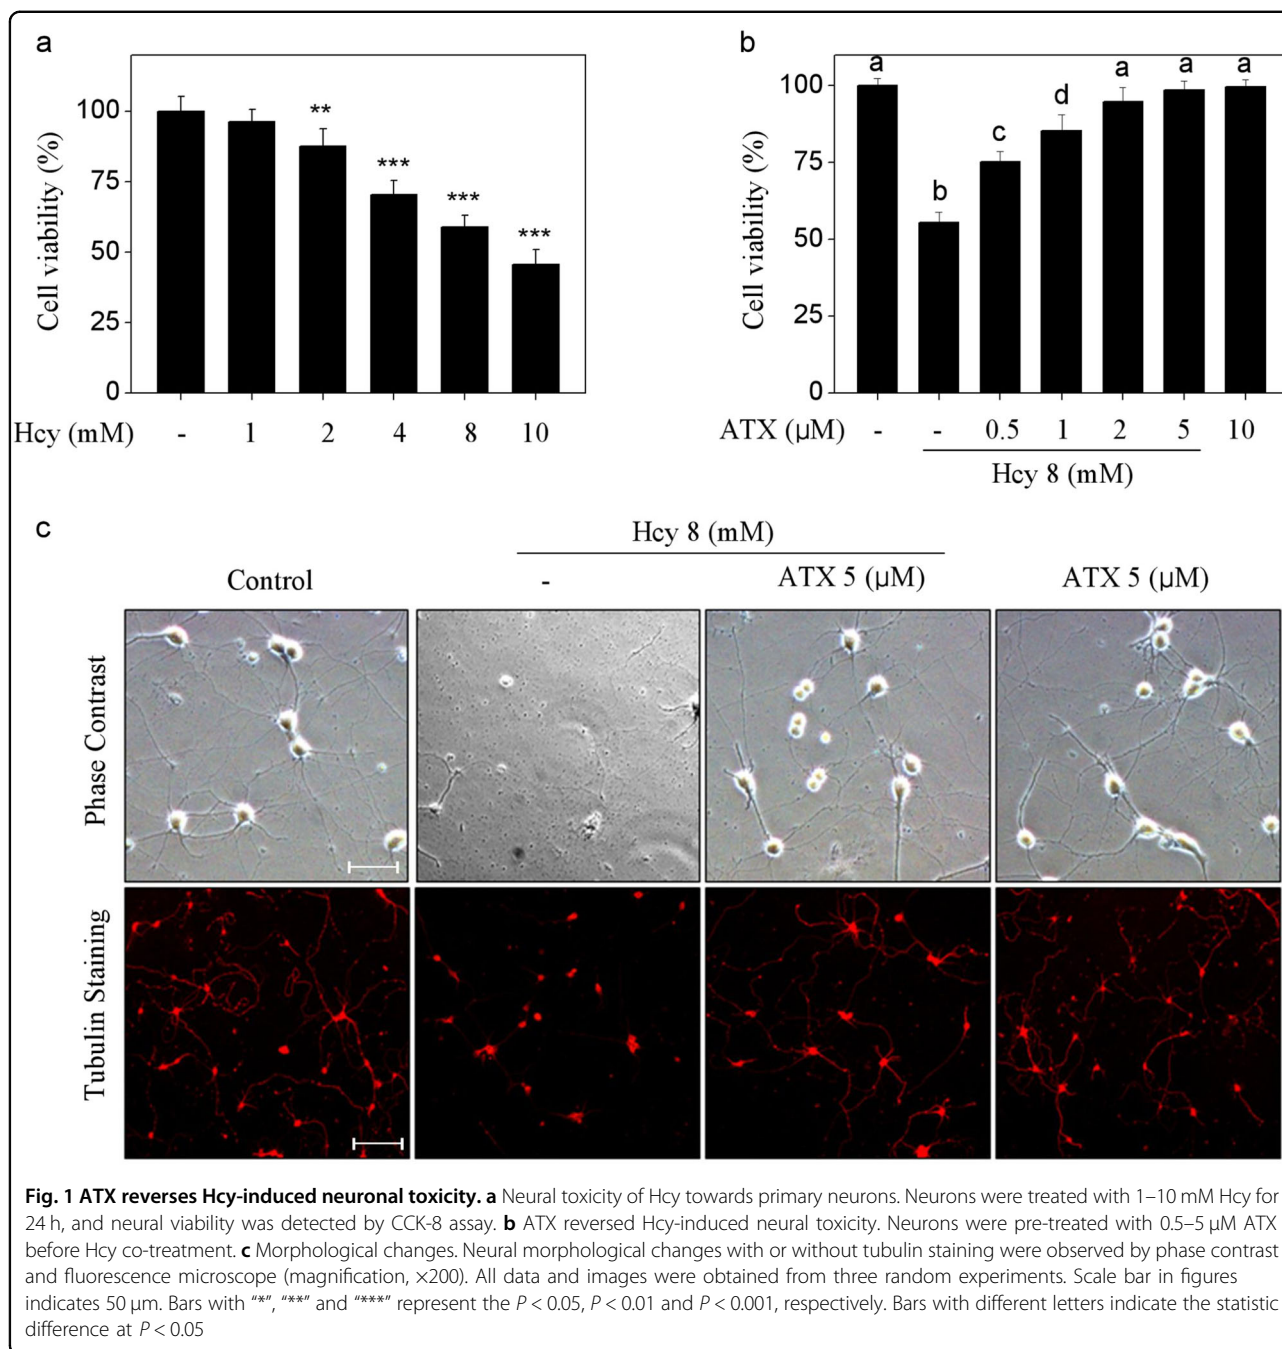 a
Cell viability (%)
100
75
50
25
0
** *** *** ***
Hcy (mM) - 1 2 4 8 10
b
Cell viability (%)
100
75
50
25
0
a b c d a a a
ATX (µM) - - 0.5 1 2 5 10
Hcy 8 (mM)
c
Hcy 8 (mM)
Control - ATX 5 (µM) ATX 5 (µM)
Phase Contrast
Tubulin Staining
Fig. 1 ATX reverses Hcy-induced neuronal toxicity. a Neural toxicity of Hcy towards primary neurons. Neurons were treated with 1–10 mM Hcy for
24 h, and neural viability was detected by CCK-8 assay. b ATX reversed Hcy-induced neural toxicity. Neurons were pre-treated with 0.5–5 µM ATX
before Hcy co-treatment. c Morphological changes. Neural morphological changes with or without tubulin staining were observed by phase contrast
and fluorescence microscope (magnification, ×200). All data and images were obtained from three random experiments. Scale bar in figures
indicates 50 µm. Bars with “*”, “**” and “***” represent the P < 0.05, P < 0.01 and P < 0.001, respectively. Bars with different letters indicate the statistic
difference at P < 0.05